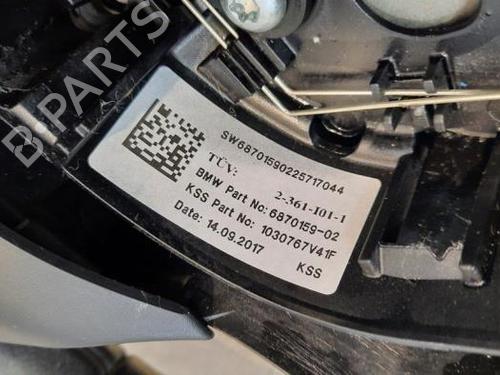 B-PARTS
SW68701590225717044
TÜV: 2-361-101-1
BMW Part No: 6870159-02
KSS Part No: 1030767V41F
Date: 14.09.2017 KSS